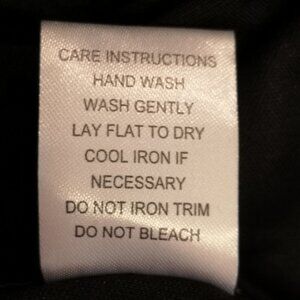 CARE INSTRUCTIONS
HAND WASH
WASH GENTLY
LAY FLAT TO DRY
COOL IRON IF
NECESSARY
DO NOT IRON TRIM
DO NOT BLEACH